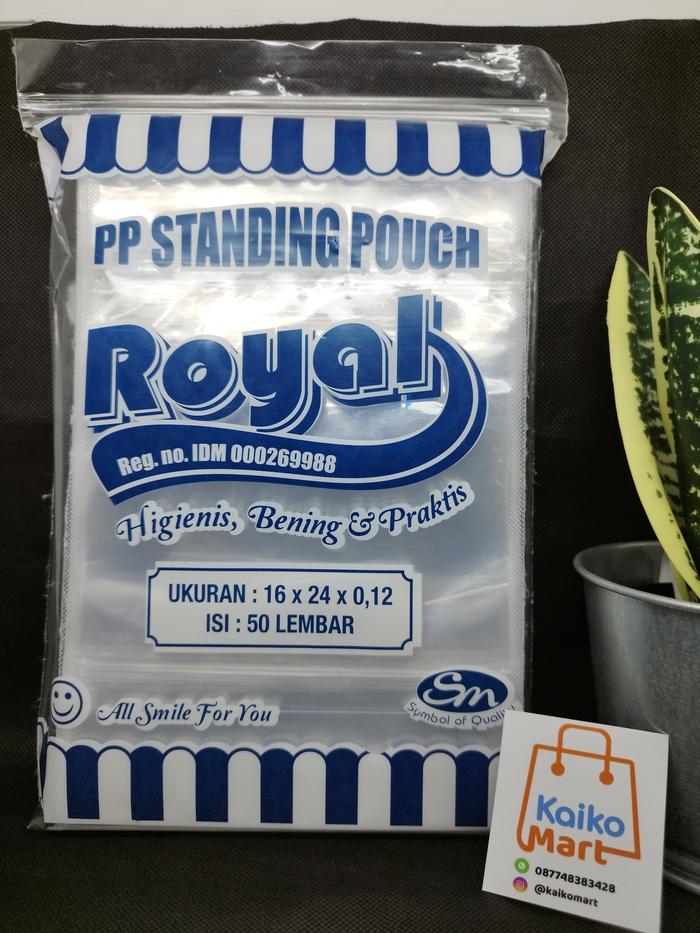 PP STANDING POUCH
Royal
Reg. no. IDM 000269988
Higienis, Bening & Praktis
UKURAN : 16 x 24 x 0,12
ISI : 50 LEMBAR
All Smile For You
Sm
Symbol of Quality
Kaiko
Mart
087748383428
@kaikomart